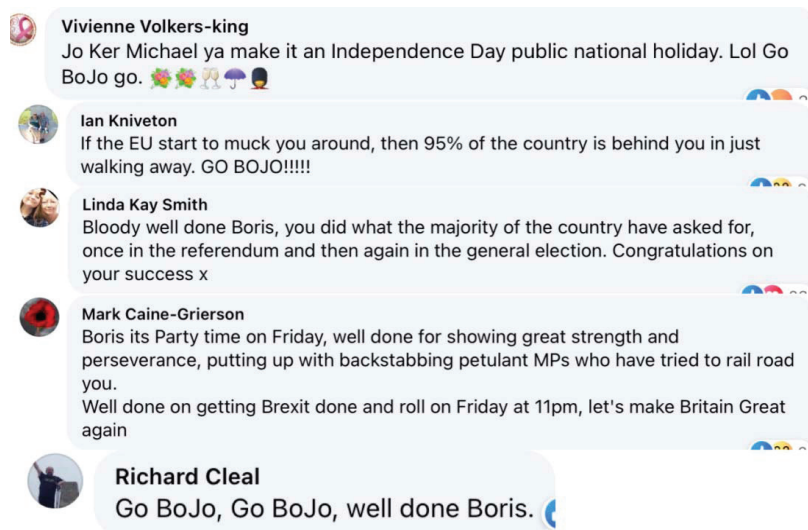 Vivienne Volkers-king
Jo Ker Michael ya make it an Independence Day public national holiday. Lol Go
BoJo go. 💐💐🥂☂️💂
Ian Kniveton
If the EU start to muck you around, then 95% of the country is behind you in just
walking away. GO BOJO!!!!!
Linda Kay Smith
Bloody well done Boris, you did what the majority of the country have asked for,
once in the referendum and then again in the general election. Congratulations on
your success x
Mark Caine-Grierson
Boris its Party time on Friday, well done for showing great strength and
perseverance, putting up with backstabbing petulant MPs who have tried to rail road
you.
Well done on getting Brexit done and roll on Friday at 11pm, let's make Britain Great
again
Richard Cleal
Go BoJo, Go BoJo, well done Boris.